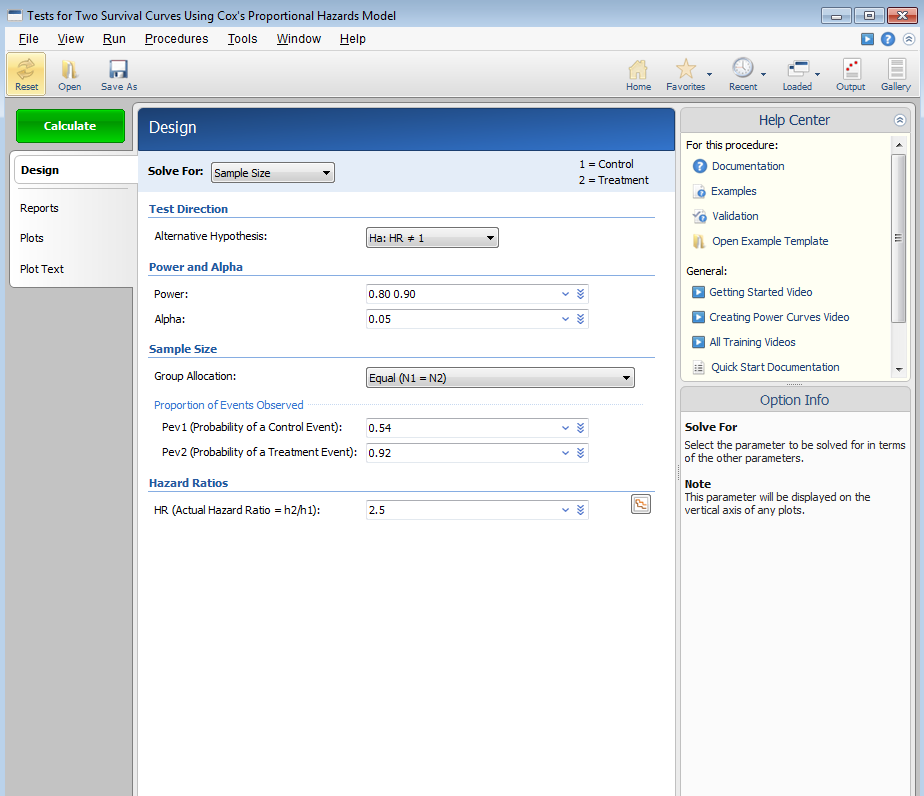 Tests for Two Survival Curves Using Cox's Proportional Hazards Model
File View Run Procedures Tools Window Help
Reset Open Save As Home Favorites Recent Loaded Output Gallery
Calculate
Design
Reports
Plots
Plot Text
Design
Solve For: Sample Size
1 = Control
2 = Treatment
Test Direction
Alternative Hypothesis: Ha: HR ≠ 1
Power and Alpha
Power: 0.80 0.90
Alpha: 0.05
Sample Size
Group Allocation: Equal (N1 = N2)
Proportion of Events Observed
Pev1 (Probability of a Control Event): 0.54
Pev2 (Probability of a Treatment Event): 0.92
Hazard Ratios
HR (Actual Hazard Ratio = h2/h1): 2.5
Help Center
For this procedure:
Documentation
Examples
Validation
Open Example Template
General:
Getting Started Video
Creating Power Curves Video
All Training Videos
Quick Start Documentation
Option Info
Solve For
Select the parameter to be solved for in terms
of the other parameters.
Note
This parameter will be displayed on the
vertical axis of any plots.